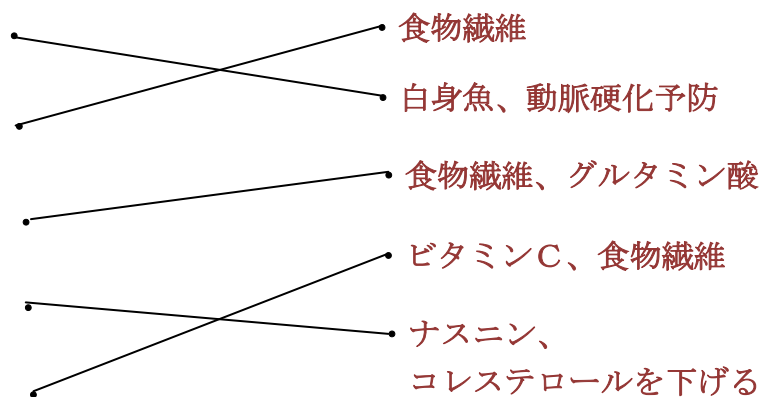 食物繊維
白身魚、動脈硬化予防
食物繊維、グルタミン酸
ビタミンＣ、食物繊維
ナスニン、
コレステロールを下げる